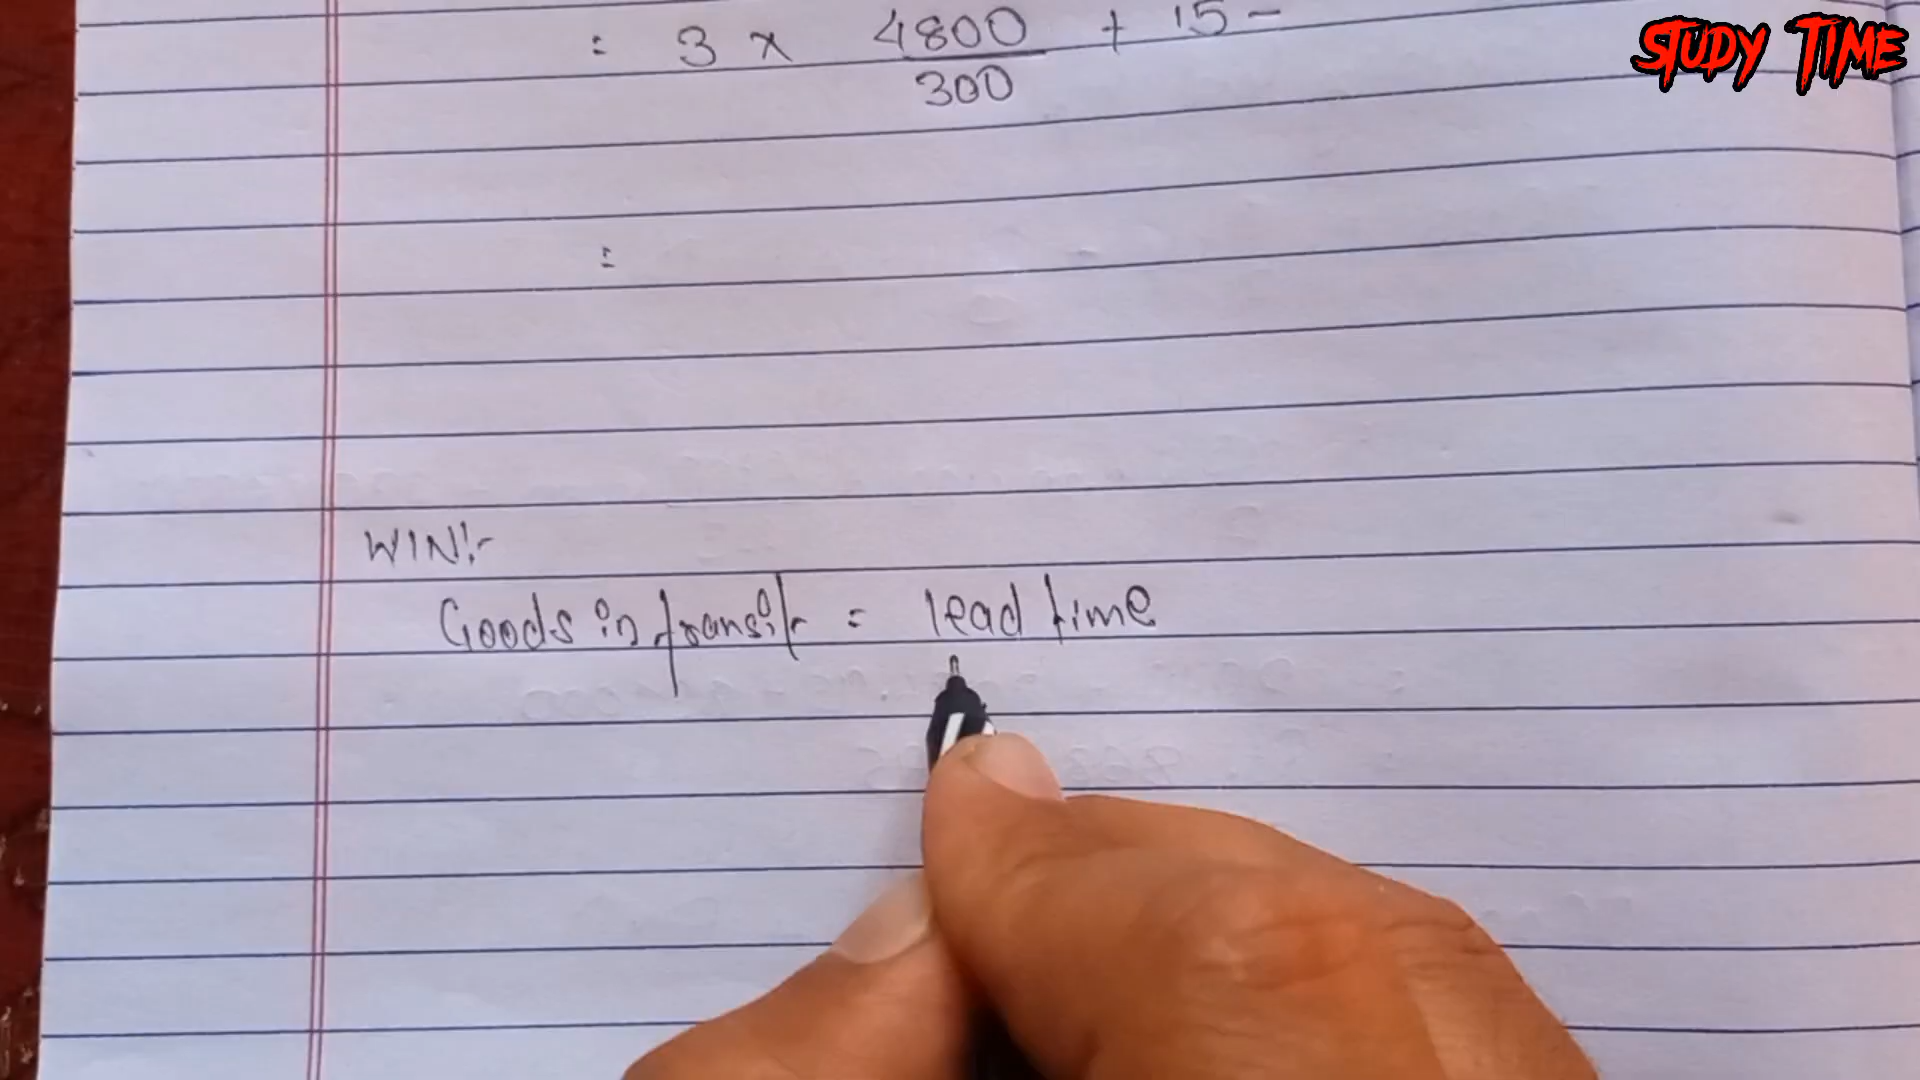 STUDY TIME
= 3 × 4800/300 + 15 -
=
WIN:-
Goods in transit = lead time